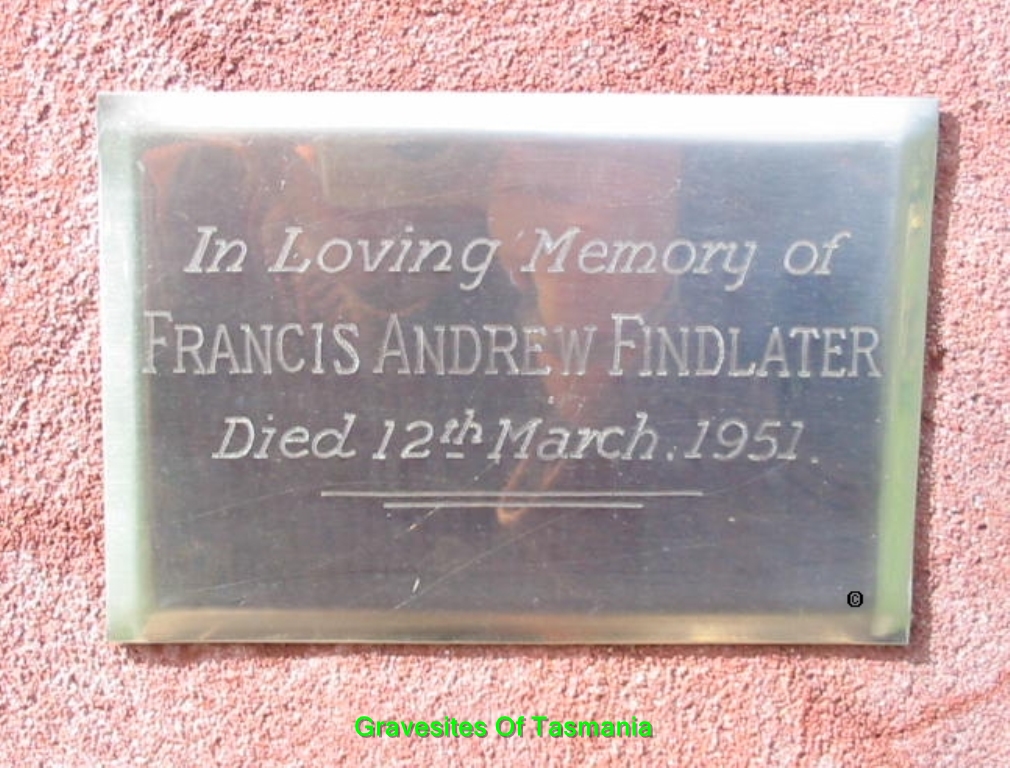 In Loving Memory of
FRANCIS ANDREW FINDLATER
Died 12th March. 1951.
©
Gravesites Of Tasmania